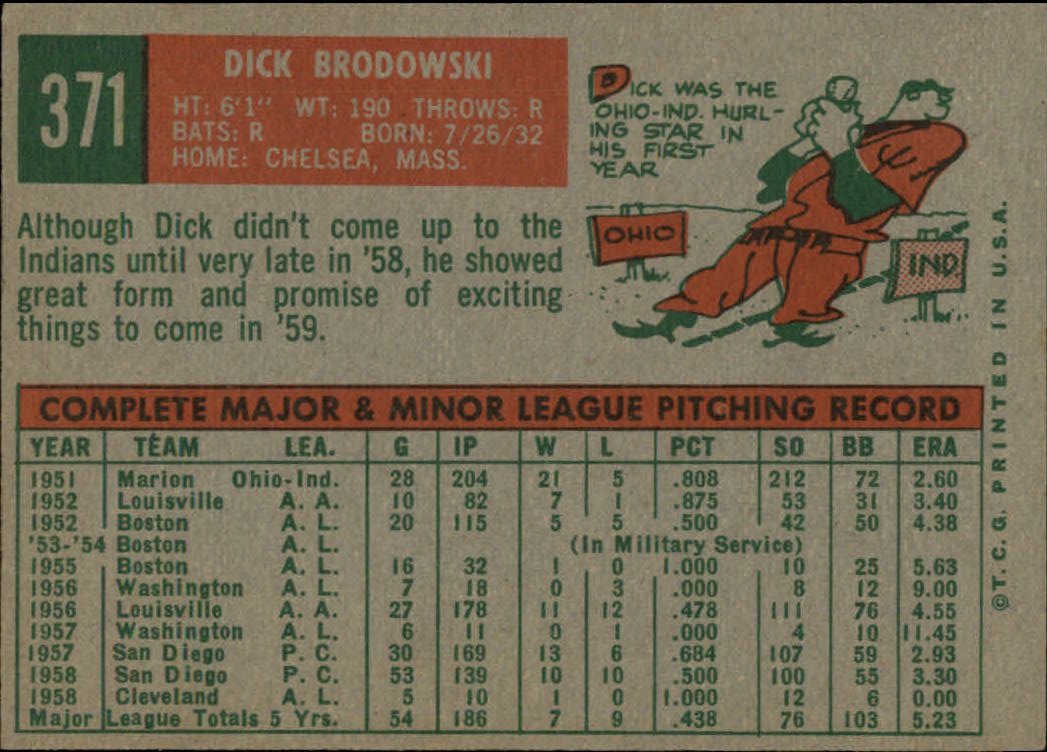 371
DICK BRODOWSKI
HT: 6'1" WT: 190 THROWS: R
BATS: R BORN: 7/26/32
HOME: CHELSEA, MASS.
DICK WAS THE
OHIO-IND. HURL-
ING STAR IN
HIS FIRST
YEAR
OHIO
IND.
Although Dick didn't come up to the
Indians until very late in '58, he showed
great form and promise of exciting
things to come in '59.
COMPLETE MAJOR & MINOR LEAGUE PITCHING RECORD
YEAR TEAM LEA. G IP W L PCT SO BB ERA
1951 Marion Ohio-Ind. 28 204 21 5 .808 212 72 2.60
1952 Louisville A. A. 10 82 7 1 .875 53 31 3.40
1952 Boston A. L. 20 115 5 5 .500 42 50 4.38
'53-'54 Boston A. L. (In Military Service)
1955 Boston A. L. 16 32 1 0 1.000 10 25 5.63
1956 Washington A. L. 7 18 0 3 .000 8 12 9.00
1956 Louisville A. A. 27 178 11 12 .478 111 76 4.55
1957 Washington A. L. 6 11 0 1 .000 4 10 11.45
1957 San Diego P. C. 30 169 13 6 .684 107 59 2.93
1958 San Diego P. C. 53 139 10 10 .500 100 55 3.30
1958 Cleveland A. L. 5 10 1 0 1.000 12 6 0.00
Major League Totals 5 Yrs. 54 186 7 9 .438 76 103 5.23
©T.C.G. PRINTED IN U.S.A.